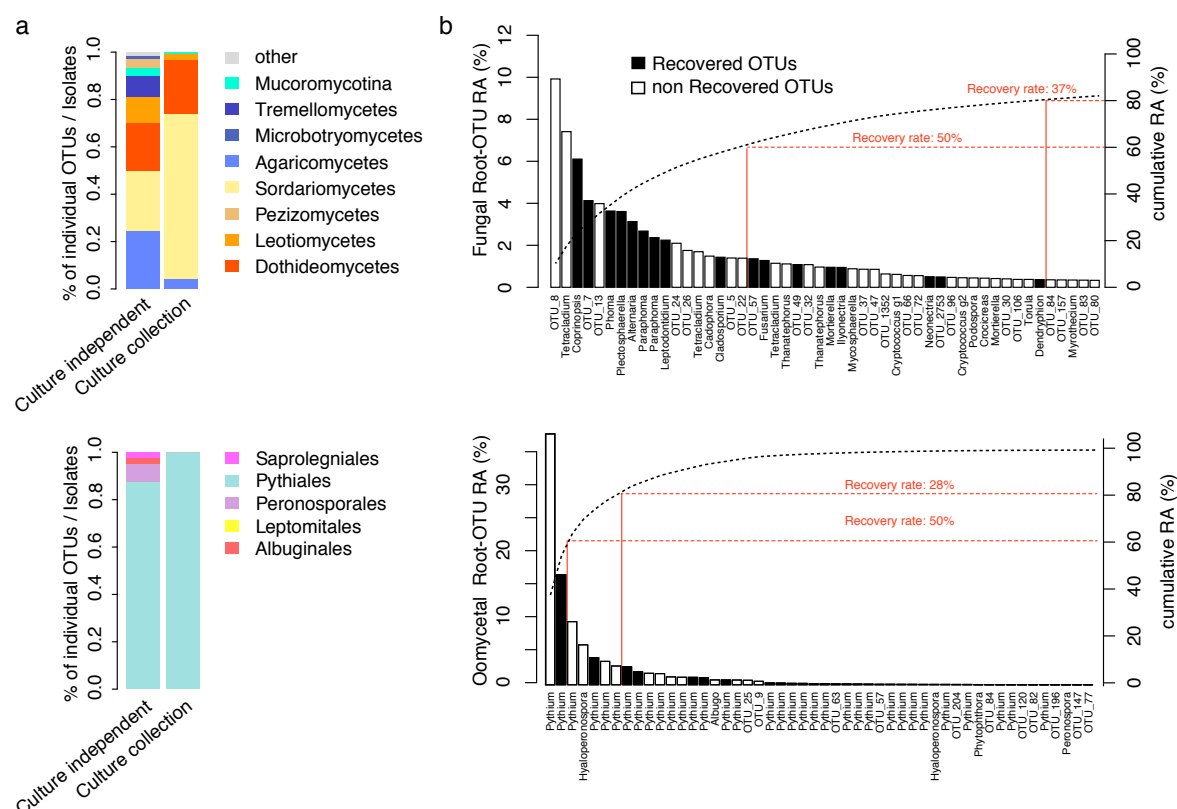 a
% of individual OTUs / Isolates
0.0 0.2 0.4 0.6 0.8 1.0
Culture independent
Culture collection
other
Mucoromycotina
Tremellomycetes
Microbotryomycetes
Agaricomycetes
Sordariomycetes
Pezizomycetes
Leotiomycetes
Dothideomycetes
b
Fungal Root-OTU RA (%)
12
10
8
6
4
2
0
Recovered OTUs
non Recovered OTUs
Recovery rate: 37%
Recovery rate: 50%
cumulative RA (%)
0 20 40 60 80 100
OTU_8
Tetracladium
Coprinopsis
OTU_7
OTU_13
Phoma
Plectosphaerella
Alternaria
Paraphoma
Paraphoma
Leptodontidium
OTU_24
OTU_26
Tetracladium
Cadophora
Cladosporium
OTU_5
OTU_22
OTU_57
Fusarium
Tetracladium
Thanatephorus
OTU_49
OTU_32
Thanatephorus
Mortierella
Ilyonectria
Mycosphaerella
OTU_37
OTU_47
OTU_1352
Cryptococcus g1
OTU_66
OTU_72
Neonectria
OTU_2753
OTU_96
Cryptococcus g2
Podospora
Crocicreas
Mortierella
OTU_30
OTU_106
Torula
Dendryphion
OTU_84
OTU_157
Myrothecium
OTU_83
OTU_80
% of individual OTUs / Isolates
0.0 0.2 0.4 0.6 0.8 1.0
Culture independent
Culture collection
Saprolegniales
Pythiales
Peronosporales
Leptomitales
Albuginales
Oomycetal Root-OTU RA (%)
0 10 20 30
Recovery rate: 28%
Recovery rate: 50%
cumulative RA (%)
0 20 40 60 80 100
Pythium
Pythium
Pythium
Hyaloperonospora
Pythium
Pythium
Pythium
Pythium
Pythium
Pythium
Pythium
Pythium
Pythium
Pythium
Pythium
Albugo
Pythium
Pythium
OTU_25
OTU_9
Pythium
Pythium
Pythium
Pythium
Pythium
Pythium
OTU_63
Pythium
Pythium
Pythium
OTU_57
Pythium
Pythium
Pythium
Pythium
Hyaloperonospora
Pythium
OTU_204
Pythium
Phytophthora
OTU_84
Pythium
Pythium
OTU_120
OTU_82
Pythium
OTU_196
Peronospora
OTU_147
OTU_77